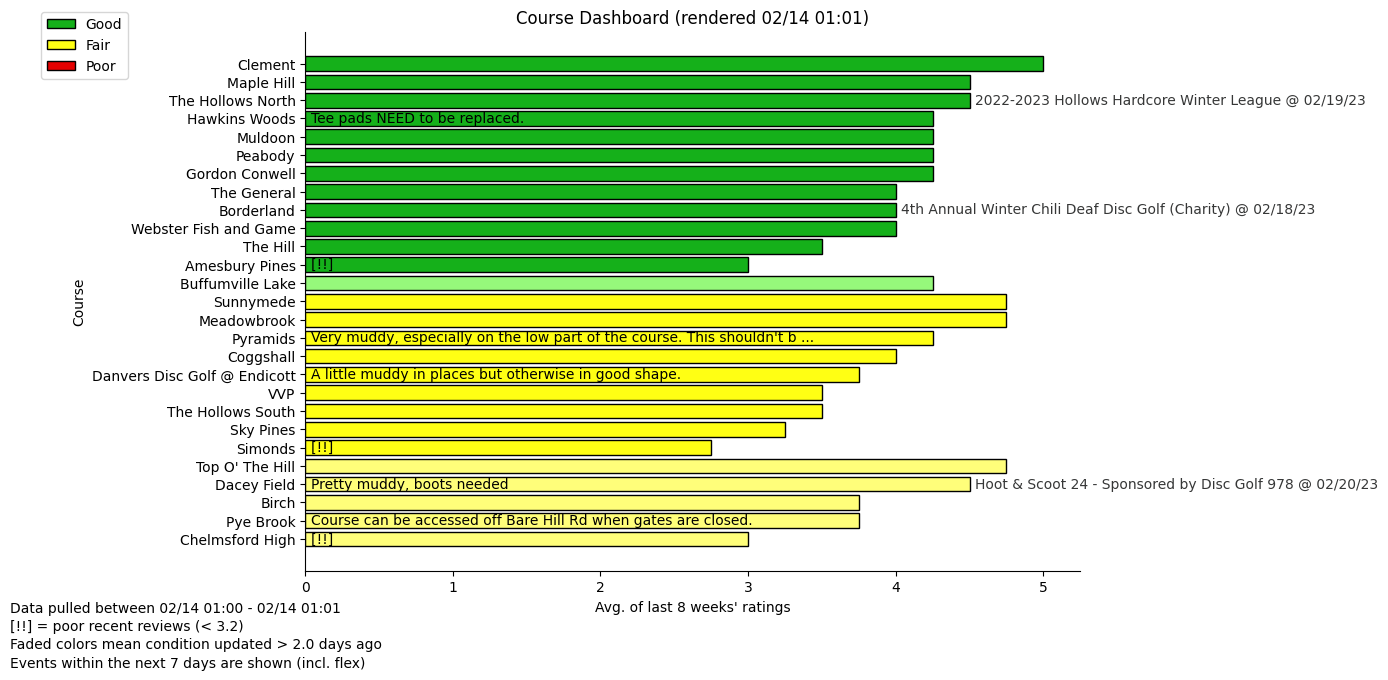 Course Dashboard (rendered 02/14 01:01)
Good
Fair
Poor
Course
Clement
Maple Hill
The Hollows North 2022-2023 Hollows Hardcore Winter League @ 02/19/23
Hawkins Woods Tee pads NEED to be replaced.
Muldoon
Peabody
Gordon Conwell
The General
Borderland 4th Annual Winter Chili Deaf Disc Golf (Charity) @ 02/18/23
Webster Fish and Game
The Hill
Amesbury Pines [!!]
Buffumville Lake
Sunnymede
Meadowbrook
Pyramids Very muddy, especially on the low part of the course. This shouldn't b ...
Coggshall
Danvers Disc Golf @ Endicott A little muddy in places but otherwise in good shape.
VVP
The Hollows South
Sky Pines
Simonds [!!]
Top O' The Hill
Dacey Field Pretty muddy, boots needed Hoot & Scoot 24 - Sponsored by Disc Golf 978 @ 02/20/23
Birch
Pye Brook Course can be accessed off Bare Hill Rd when gates are closed.
Chelmsford High [!!]
0 1 2 3 4 5
Avg. of last 8 weeks' ratings
Data pulled between 02/14 01:00 - 02/14 01:01
[!!] = poor recent reviews (< 3.2)
Faded colors mean condition updated > 2.0 days ago
Events within the next 7 days are shown (incl. flex)